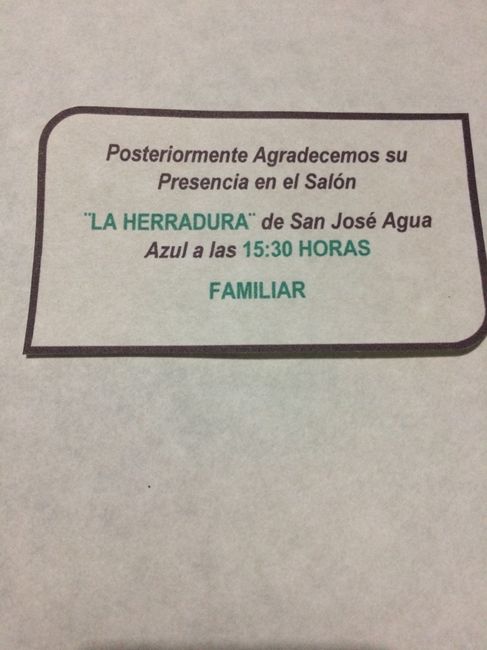 Posteriormente Agradecemos su
Presencia en el Salón
¨LA HERRADURA¨ de San José Agua
Azul a las 15:30 HORAS
FAMILIAR